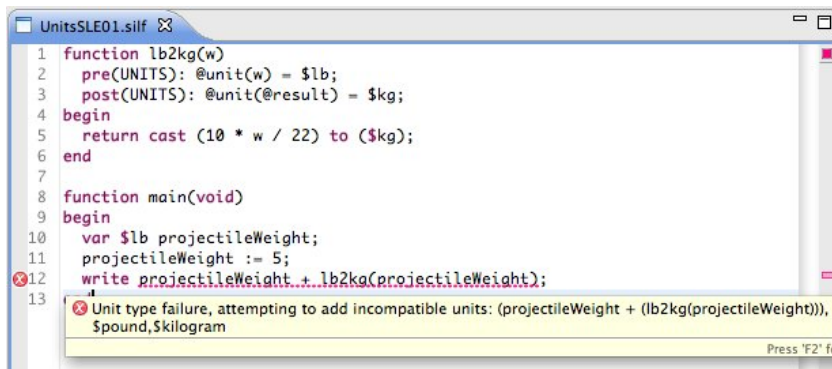 UnitsSLE01.silf
1 function lb2kg(w)
2 pre(UNITS): @unit(w) = $lb;
3 post(UNITS): @unit(@result) = $kg;
4 begin
5 return cast (10 * w / 22) to ($kg);
6 end
7
8 function main(void)
9 begin
10 var $lb projectileWeight;
11 projectileWeight := 5;
12 write projectileWeight + lb2kg(projectileWeight);
13
Unit type failure, attempting to add incompatible units: (projectileWeight + (lb2kg(projectileWeight))),
$pound,$kilogram
Press 'F2' f